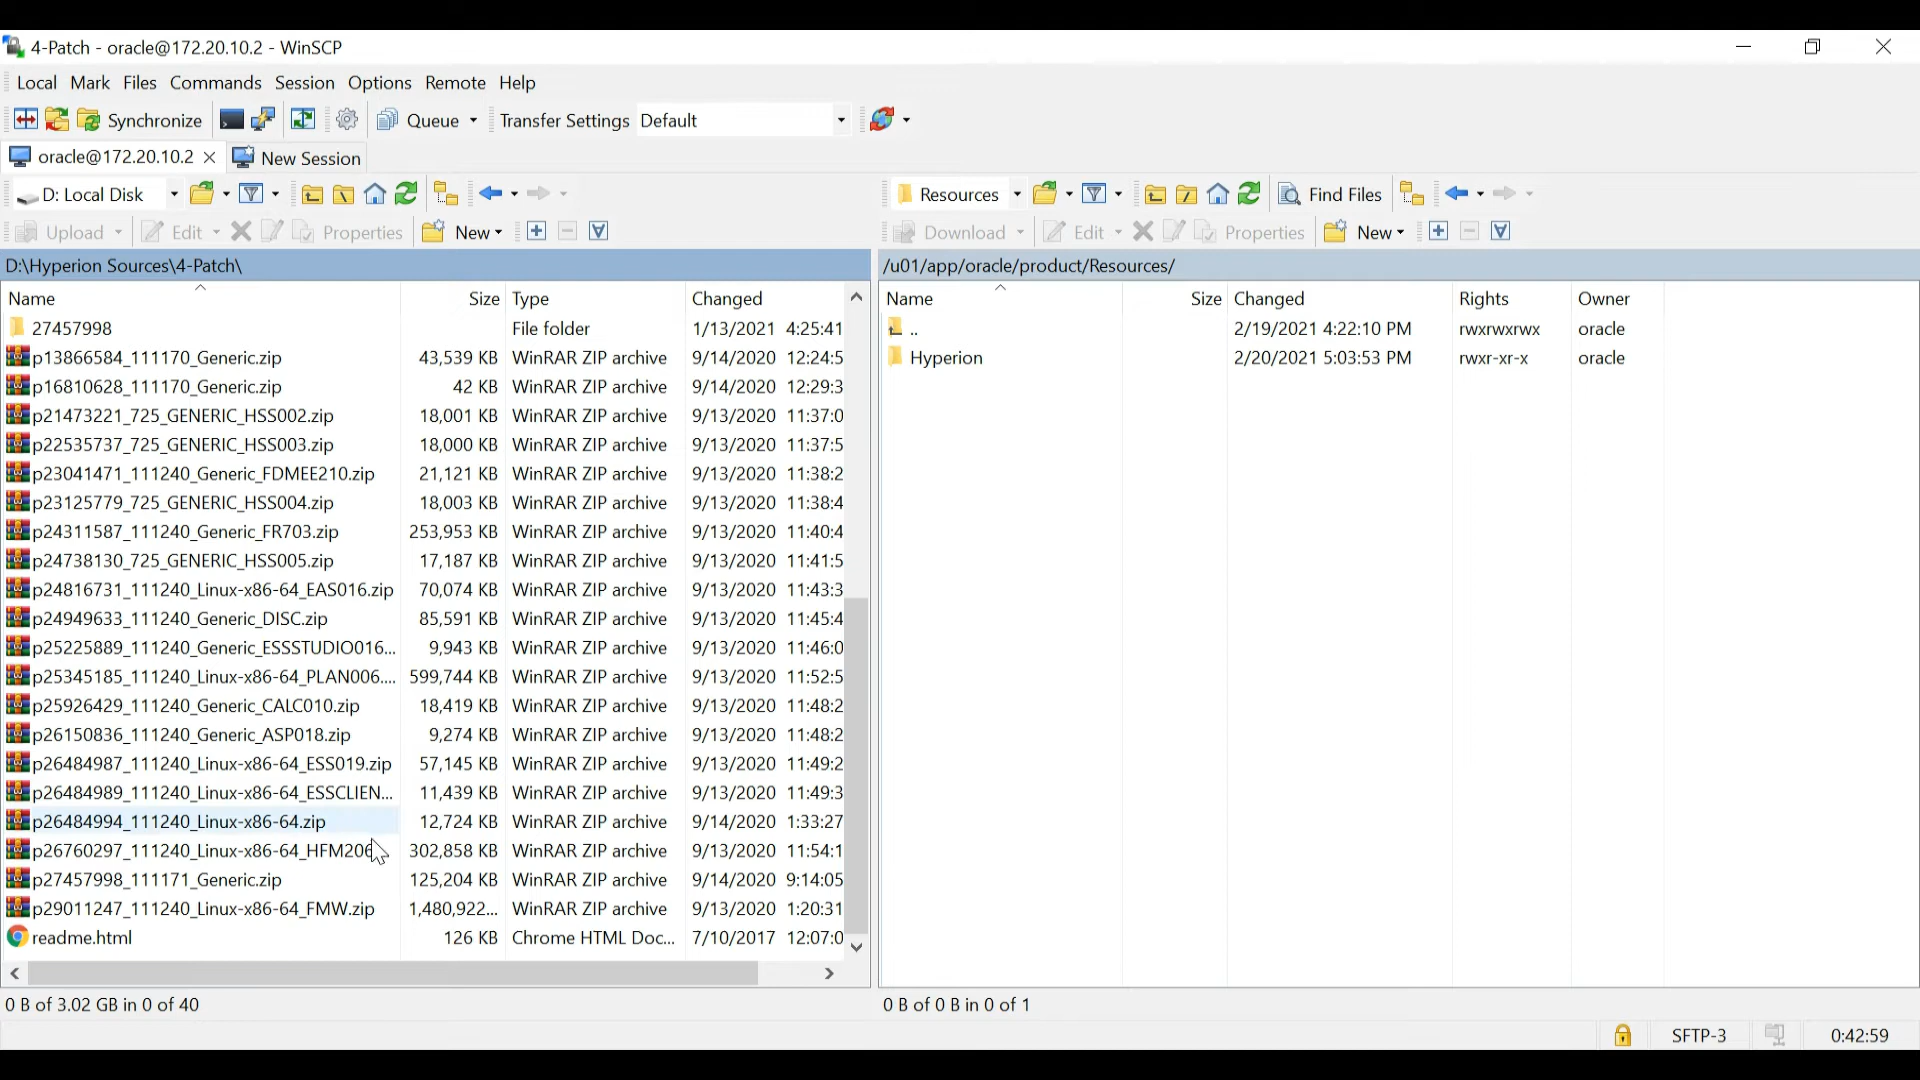 4-Patch - oracle@172.20.10.2 - WinSCP
Local Mark Files Commands Session Options Remote Help
Synchronize Queue Transfer Settings Default
oracle@172.20.10.2 New Session
D: Local Disk
Resources Find Files
Upload Edit Properties New
Download Edit Properties New
D:\Hyperion Sources\4-Patch\
Name Size Type Changed
27457998 File folder 1/13/2021 4:25:41
p13866584_111170_Generic.zip 43,539 KB WinRAR ZIP archive 9/14/2020 12:24:5
p16810628_111170_Generic.zip 42 KB WinRAR ZIP archive 9/14/2020 12:29:3
p21473221_725_GENERIC_HSS002.zip 18,001 KB WinRAR ZIP archive 9/13/2020 11:37:0
p22535737_725_GENERIC_HSS003.zip 18,000 KB WinRAR ZIP archive 9/13/2020 11:37:5
p23041471_111240_Generic_FDMEE210.zip 21,121 KB WinRAR ZIP archive 9/13/2020 11:38:2
p23125779_725_GENERIC_HSS004.zip 18,003 KB WinRAR ZIP archive 9/13/2020 11:38:4
p24311587_111240_Generic_FR703.zip 253,953 KB WinRAR ZIP archive 9/13/2020 11:40:4
p24738130_725_GENERIC_HSS005.zip 17,187 KB WinRAR ZIP archive 9/13/2020 11:41:5
p24816731_111240_Linux-x86-64_EAS016.zip 70,074 KB WinRAR ZIP archive 9/13/2020 11:43:3
p24949633_111240_Generic_DISC.zip 85,591 KB WinRAR ZIP archive 9/13/2020 11:45:4
p25225889_111240_Generic_ESSSTUDIO016... 9,943 KB WinRAR ZIP archive 9/13/2020 11:46:0
p25345185_111240_Linux-x86-64_PLAN006.... 599,744 KB WinRAR ZIP archive 9/13/2020 11:52:5
p25926429_111240_Generic_CALC010.zip 18,419 KB WinRAR ZIP archive 9/13/2020 11:48:2
p26150836_111240_Generic_ASP018.zip 9,274 KB WinRAR ZIP archive 9/13/2020 11:48:2
p26484987_111240_Linux-x86-64_ESS019.zip 57,145 KB WinRAR ZIP archive 9/13/2020 11:49:2
p26484989_111240_Linux-x86-64_ESSCLIEN... 11,439 KB WinRAR ZIP archive 9/13/2020 11:49:3
p26484994_111240_Linux-x86-64.zip 12,724 KB WinRAR ZIP archive 9/14/2020 1:33:27
p26760297_111240_Linux-x86-64_HFM206 302,858 KB WinRAR ZIP archive 9/13/2020 11:54:1
p27457998_111171_Generic.zip 125,204 KB WinRAR ZIP archive 9/14/2020 9:14:05
p29011247_111240_Linux-x86-64_FMW.zip 1,480,922... WinRAR ZIP archive 9/13/2020 1:20:31
readme.html 126 KB Chrome HTML Doc... 7/10/2017 12:07:0
0 B of 3.02 GB in 0 of 40
/u01/app/oracle/product/Resources/
Name Size Changed Rights Owner
.. 2/19/2021 4:22:10 PM rwxrwxrwx oracle
Hyperion 2/20/2021 5:03:53 PM rwxr-xr-x oracle
0 B of 0 B in 0 of 1
SFTP-3 0:42:59